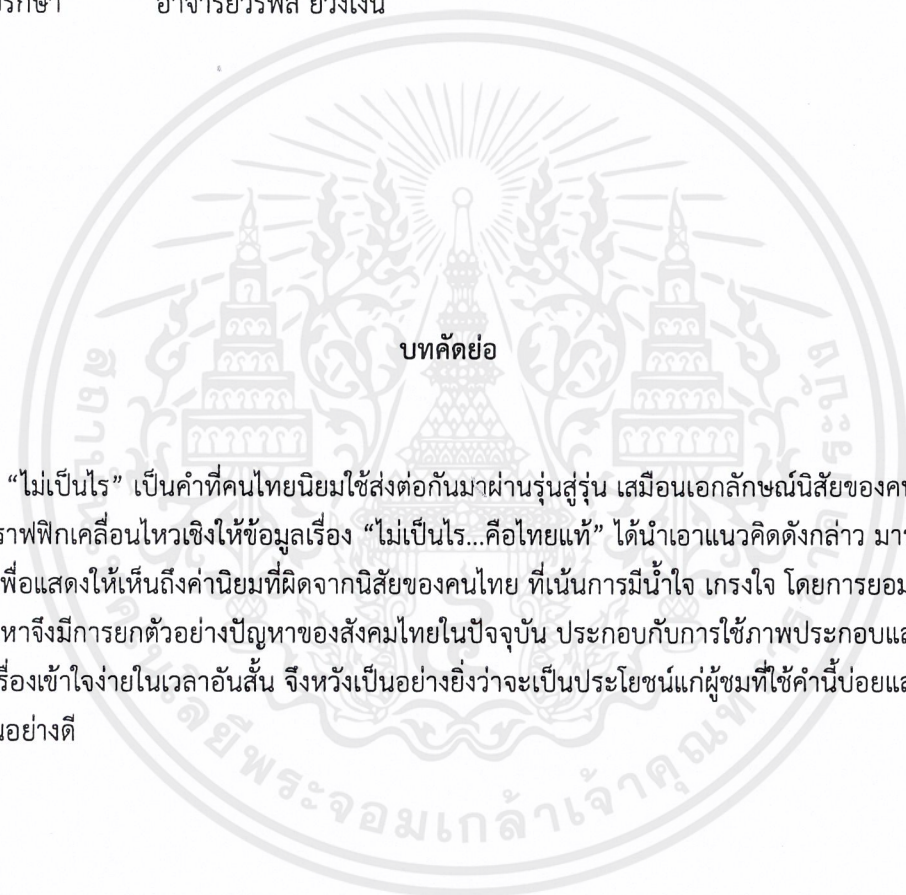 อาจารย์วรพล ยวงเงิน
บทคัดย่อ
“ไม่เป็นไร” เป็นคำที่คนไทยนิยมใช้ส่งต่อกันมาผ่านรุ่นสู่รุ่น เสมือนเอกลักษณ์นิสัยของคน
ราฟฟิกเคลื่อนไหวเชิงให้ข้อมูลเรื่อง “ไม่เป็นไร...คือไทยแท้” ได้นำเอาแนวคิดดังกล่าว มา
พื่อแสดงให้เห็นถึงค่านิยมที่ผิดจากนิสัยของคนไทย ที่เน้นการมีน้ำใจ เกรงใจ โดยการยอม
หาจึงมีการยกตัวอย่างปัญหาของสังคมไทยในปัจจุบัน ประกอบกับการใช้ภาพประกอบแล
รื่องเข้าใจง่ายในเวลาอันสั้น จึงหวังเป็นอย่างยิ่งว่าจะเป็นประโยชน์แก่ผู้ชมที่ใช้คำนี้บ่อยแล
นอย่างดี